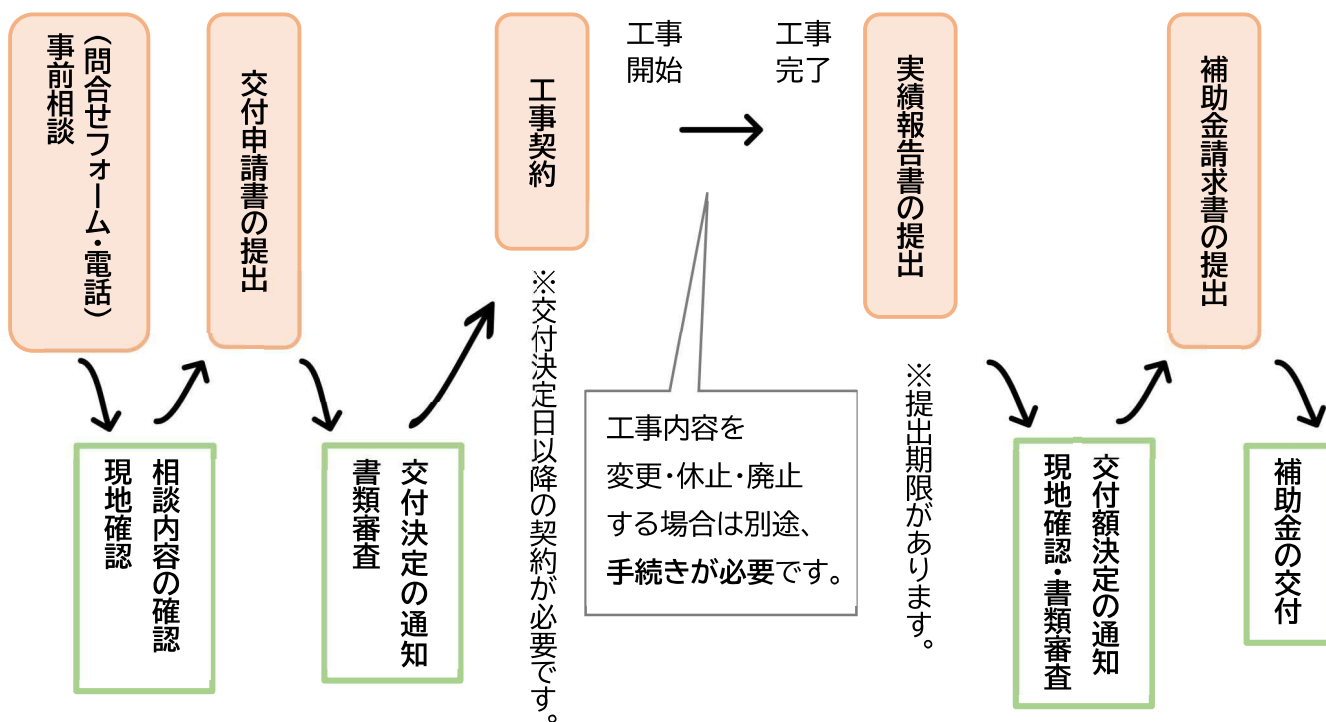 事前相談
（問合せフォーム・電話）
相談内容の確認
現地確認
交付申請書の提出
交付決定の通知
書類審査
工事契約
※交付決定日以降の契約が必要です。
工事
開始
工事
完了
工事内容を
変更・休止・廃止
する場合は別途、
手続きが必要です。
実績報告書の提出
※提出期限があります。
交付額決定の通知
現地確認・書類審査
補助金請求書の提出
補助金の交付